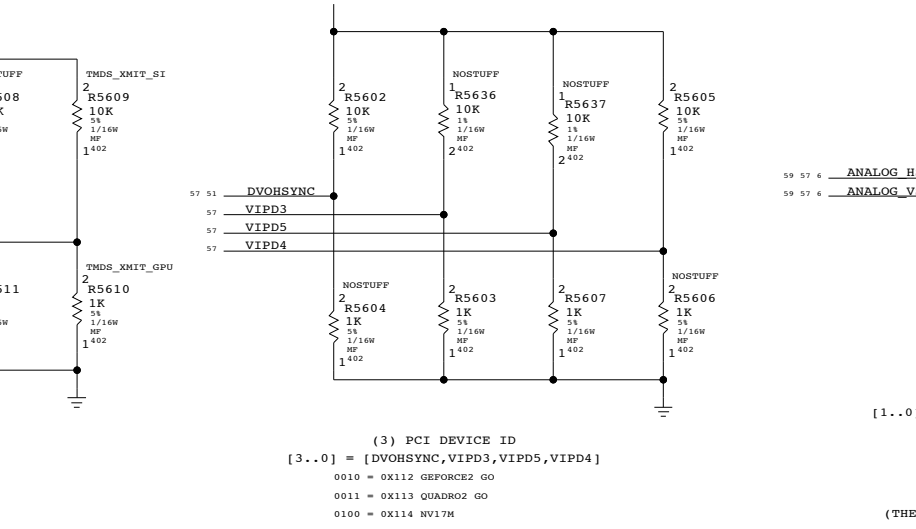 TUFF
TMDS_XMIT_SI
2
R5609
10K
5%
1/16W
MF
402
1
TMDS_XMIT_GPU
2
R5610
1K
5%
1/16W
MF
402
1
2
R5602
10K
5%
1/16W
MF
402
1
NOSTUFF
1
R5636
10K
1%
1/16W
MF
402
2
NOSTUFF
1
R5637
10K
1%
1/16W
MF
402
2
2
R5605
10K
5%
1/16W
MF
402
1
57 51 DVOHSYNC
57 VIPD3
57 VIPD5
57 VIPD4
NOSTUFF
2
R5604
1K
5%
1/16W
MF
402
1
2
R5603
1K
5%
1/16W
MF
402
1
2
R5607
1K
5%
1/16W
MF
402
1
NOSTUFF
2
R5606
1K
5%
1/16W
MF
402
1
59 57 6 ANALOG_H
59 57 6 ANALOG_V
[1..0
(3) PCI DEVICE ID
[3..0] = [DVOHSYNC,VIPD3,VIPD5,VIPD4]
0010 = 0X112 GEFORCE2 GO
0011 = 0X113 QUADRO2 GO
0100 = 0X114 NV17M
(THE